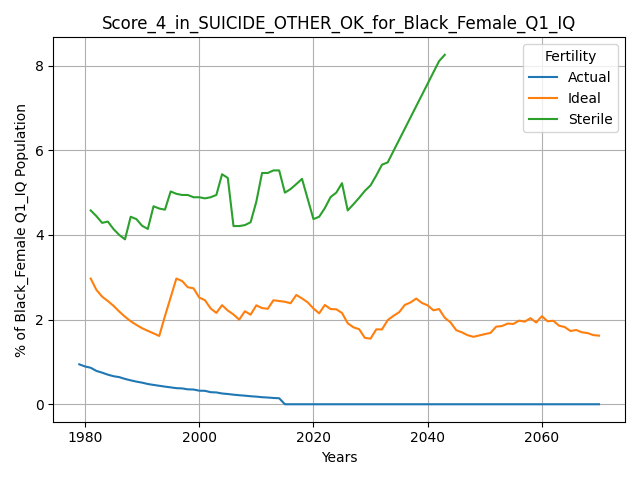 Score_4_in_SUICIDE_OTHER_OK_for_Black_Female_Q1_IQ
Fertility
Actual
Ideal
Sterile
% of Black_Female Q1_IQ Population
8
6
4
2
0
1980 2000 2020 2040 2060
Years